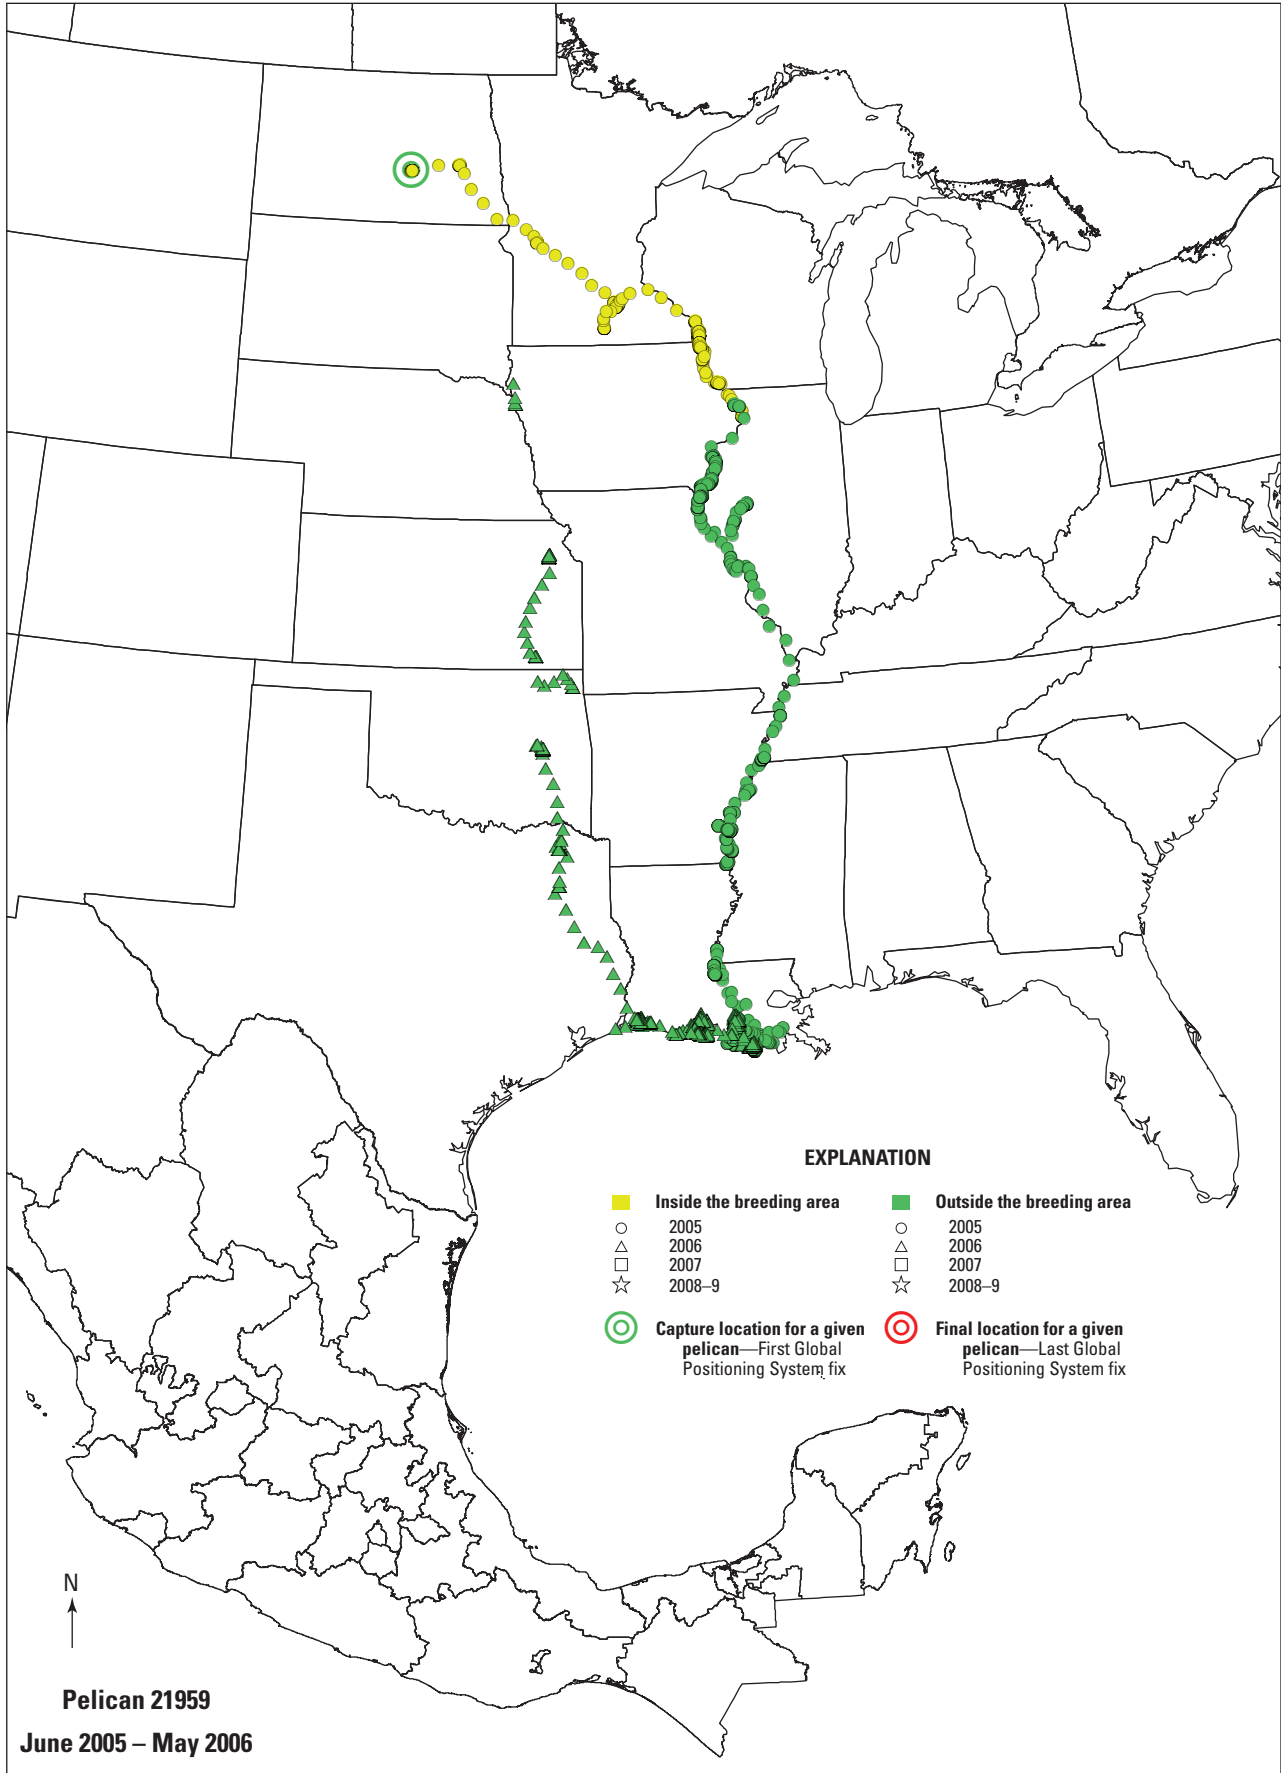 EXPLANATION
Inside the breeding area
2005
2006
2007
2008–9
Capture location for a given
pelican—First Global
Positioning System fix
Outside the breeding area
2005
2006
2007
2008–9
Final location for a given
pelican—Last Global
Positioning System fix
N
Pelican 21959
June 2005 – May 2006